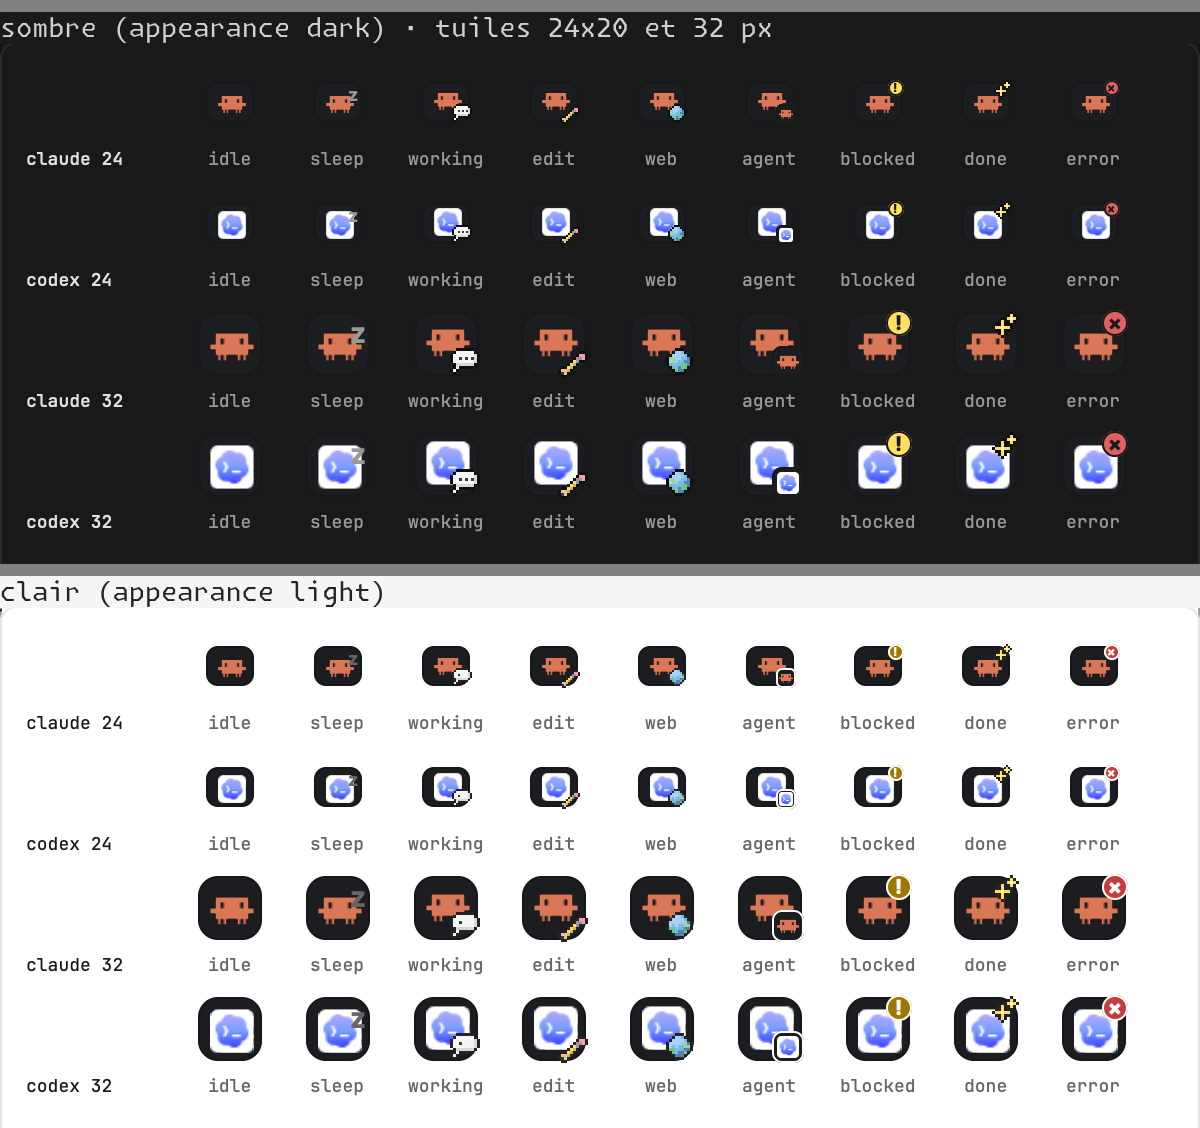 sombre (appearance dark) · tuiles 24x20 et 32 px
claude 24 idle sleep working edit web agent blocked done error
codex 24 idle sleep working edit web agent blocked done error
claude 32 idle sleep working edit web agent blocked done error
codex 32 idle sleep working edit web agent blocked done error
clair (appearance light)
claude 24 idle sleep working edit web agent blocked done error
codex 24 idle sleep working edit web agent blocked done error
claude 32 idle sleep working edit web agent blocked done error
codex 32 idle sleep working edit web agent blocked done error